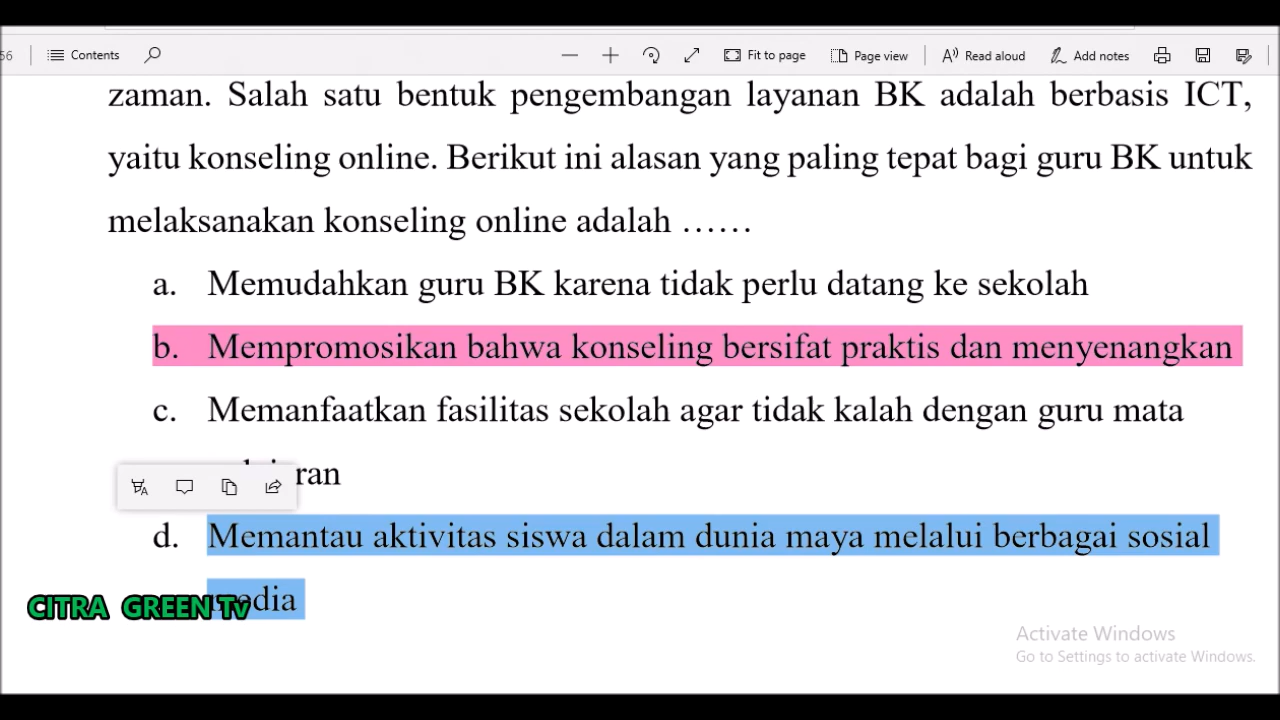 56 Contents Fit to page Page view Read aloud Add notes
zaman. Salah satu bentuk pengembangan layanan BK adalah berbasis ICT,
yaitu konseling online. Berikut ini alasan yang paling tepat bagi guru BK untuk
melaksanakan konseling online adalah ……
a. Memudahkan guru BK karena tidak perlu datang ke sekolah
b. Mempromosikan bahwa konseling bersifat praktis dan menyenangkan
c. Memanfaatkan fasilitas sekolah agar tidak kalah dengan guru mata
d. Memantau aktivitas siswa dalam dunia maya melalui berbagai sosial
media
CITRA GREEN Tv
Activate Windows
Go to Settings to activate Windows.